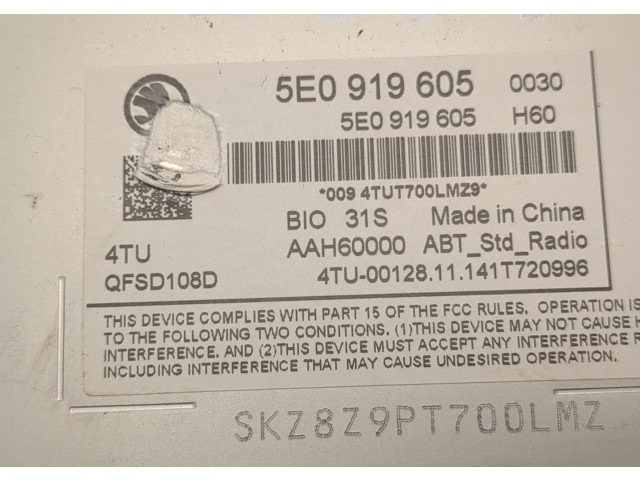 5E0 919 605 0030
5E0 919 605 H60
*009 4TUT700LMZ9*
BIO 31S Made in China
4TU AAH60000 ABT_Std_Radio
QFSD108D 4TU-00128.11.141T720996
THIS DEVICE COMPLIES WITH PART 15 OF THE FCC RULES. OPERATION IS
TO THE FOLLOWING TWO CONDITIONS. (1)THIS DEVICE MAY NOT CAUSE H
INTERFERENCE. AND (2)THIS DEVICE MUST ACCEPT ANY INTERFERENCE R
INCLUDING INTERFERENCE THAT MAY CAUSE UNDESIRED OPERATION.
SKZ8Z9PT700LMZ